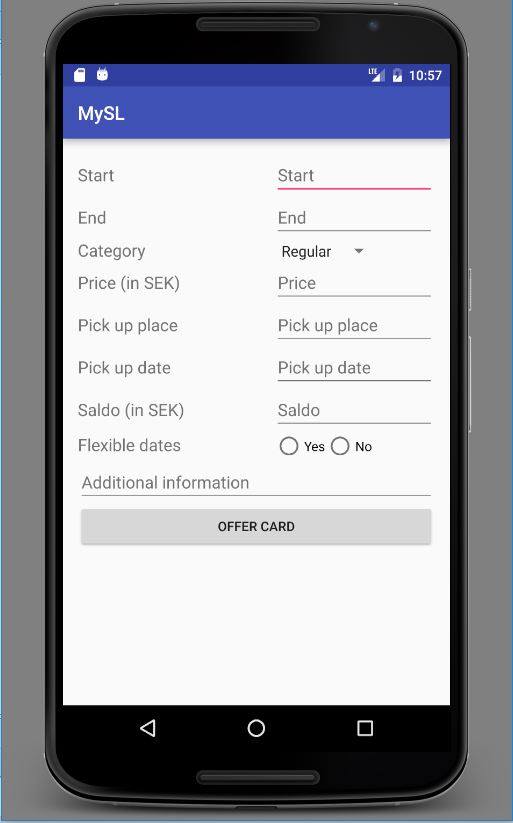 LTE 10:57
MySL
Start Start
End End
Category Regular
Price (in SEK) Price
Pick up place Pick up place
Pick up date Pick up date
Saldo (in SEK) Saldo
Flexible dates Yes No
Additional information
OFFER CARD